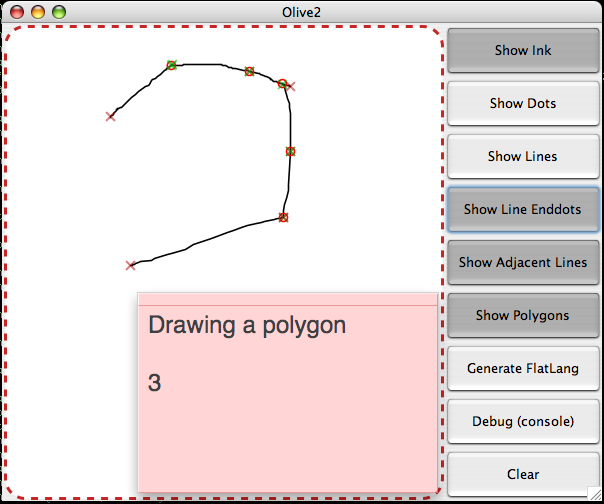 Olive2
Show Ink
Show Dots
Show Lines
Show Line Enddots
Show Adjacent Lines
Show Polygons
Generate FlatLang
Debug (console)
Clear
Drawing a polygon
3